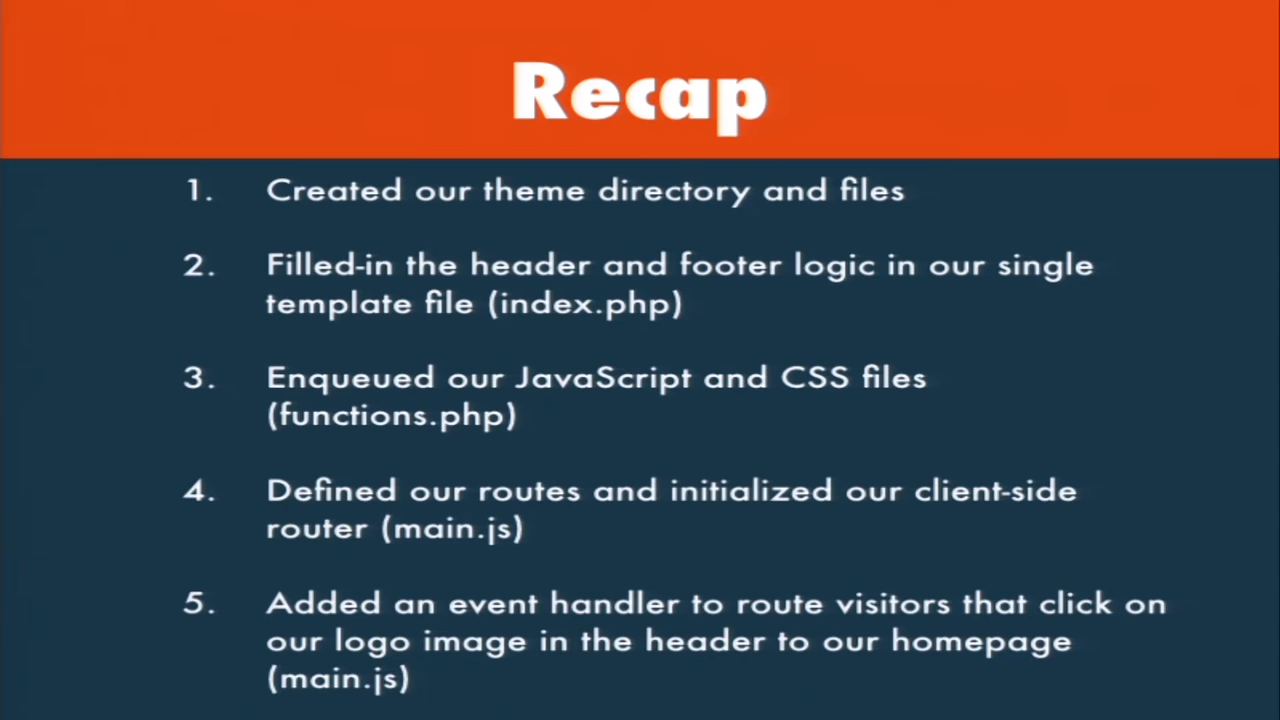 Recap
1. Created our theme directory and files
2. Filled-in the header and footer logic in our single
template file (index.php)
3. Enqueued our JavaScript and CSS files
(functions.php)
4. Defined our routes and initialized our client-side
router (main.js)
5. Added an event handler to route visitors that click on
our logo image in the header to our homepage
(main.js)